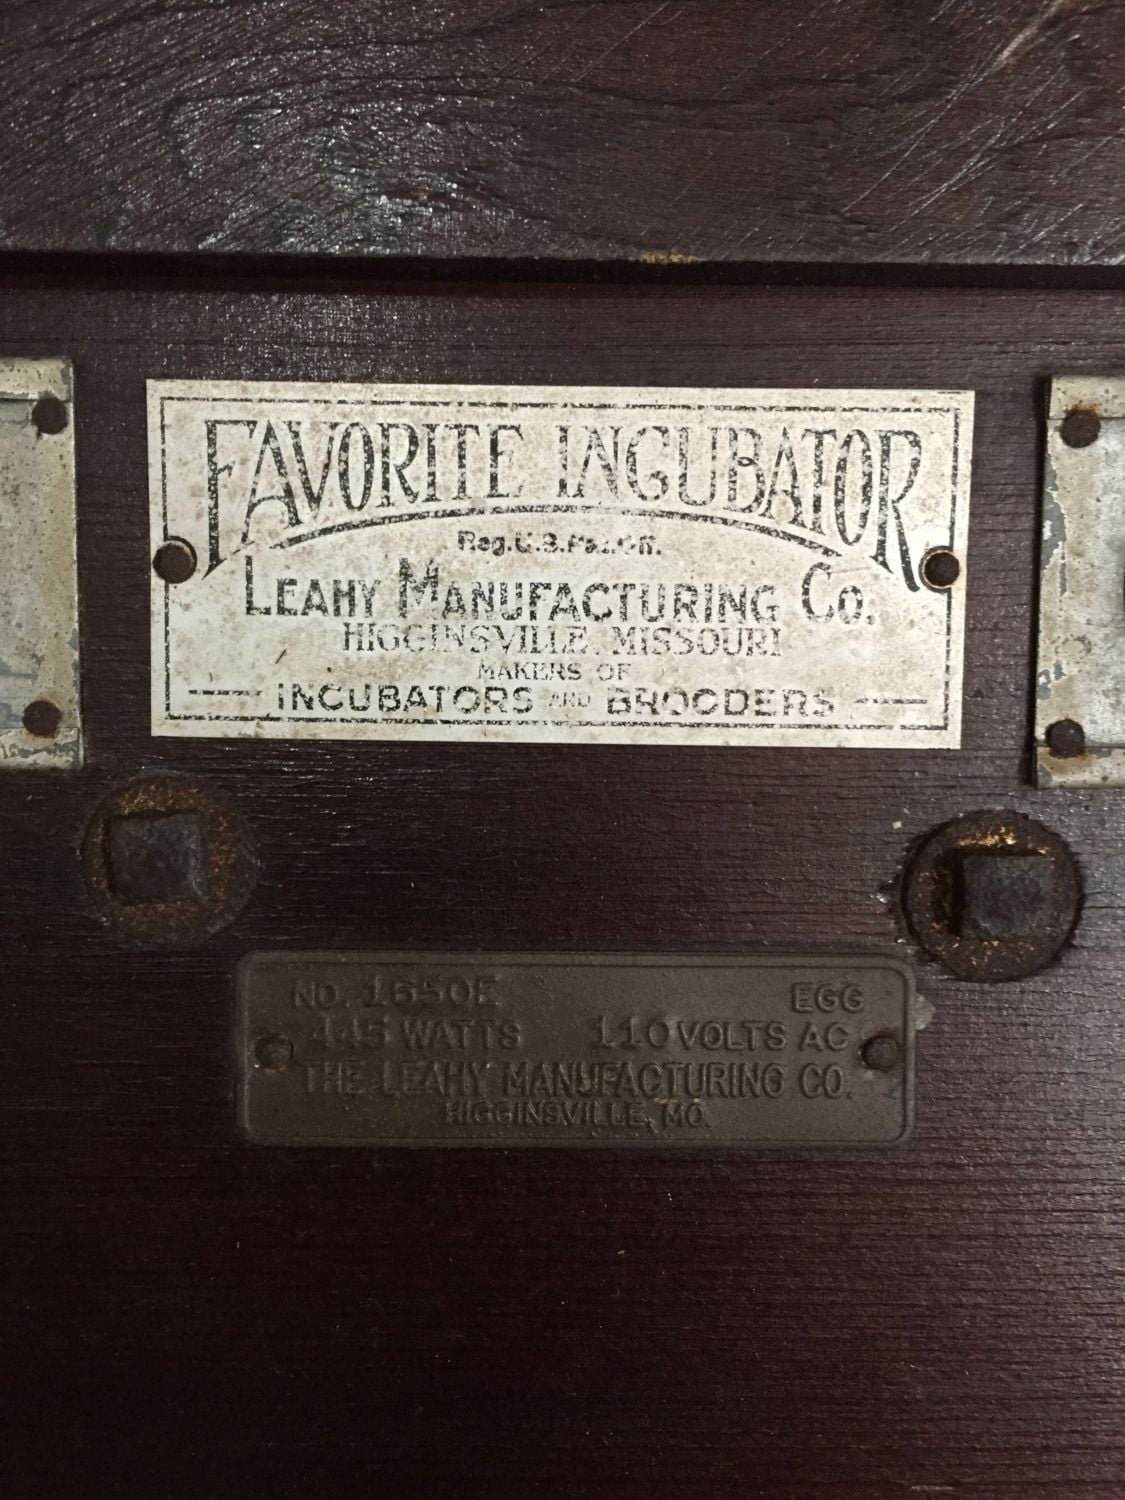 FAVORITE INCUBATOR
Reg. U.S. Pat. Off.
LEAHY MANUFACTURING CO.
HIGGINSVILLE, MISSOURI
MAKERS OF
INCUBATORS AND BROODERS
NO. 1650E EGG
445 WATTS 110 VOLTS AC
THE LEAHY MANUFACTURING CO.
HIGGINSVILLE, MO.